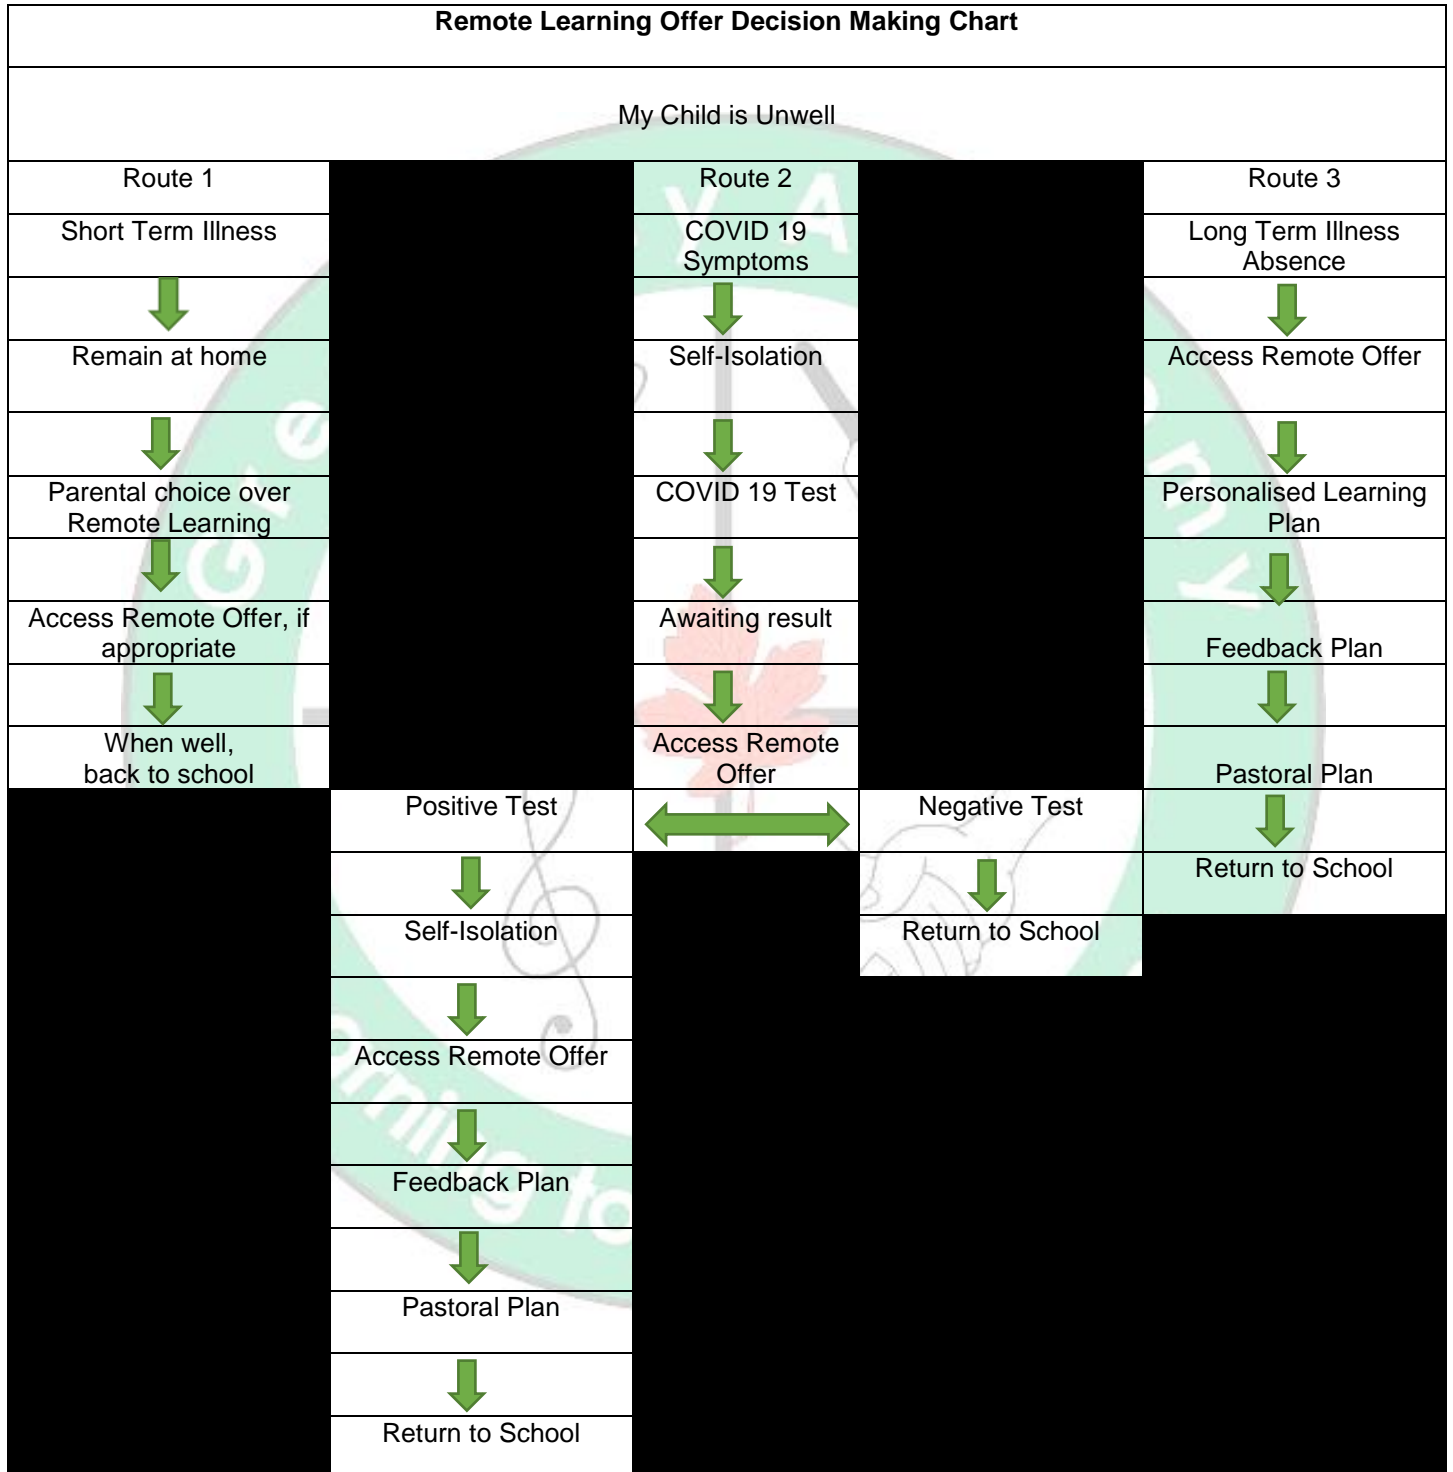 Remote Learning Offer Decision Making Chart
My Child is Unwell
Route 1
Route 2
Route 3
Short Term Illness
COVID 19
Symptoms
Long Term Illness
Absence
Remain at home
Self-Isolation
Access Remote Offer
Parental choice over
Remote Learning
COVID 19 Test
Personalised Learning
Plan
Access Remote Offer, if
appropriate
Awaiting result
Feedback Plan
When well,
back to school
Access Remote
Offer
Pastoral Plan
Positive Test
Negative Test
Return to School
Self-Isolation
Return to School
Access Remote Offer
Feedback Plan
Pastoral Plan
Return to School